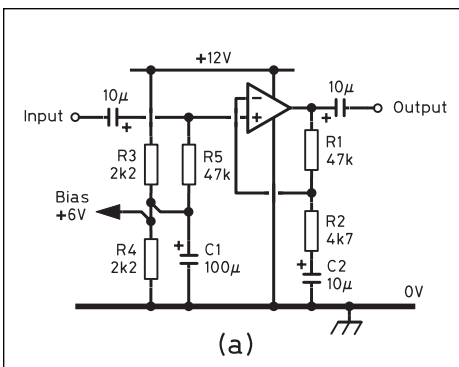 +12V
10µ
10µ
Input
+
−
+
+
Output
R3
2k2
R5
47k
R1
47k
Bias
+6V
R4
2k2
+
C1
100µ
R2
4k7
+
C2
10µ
0V
(a)